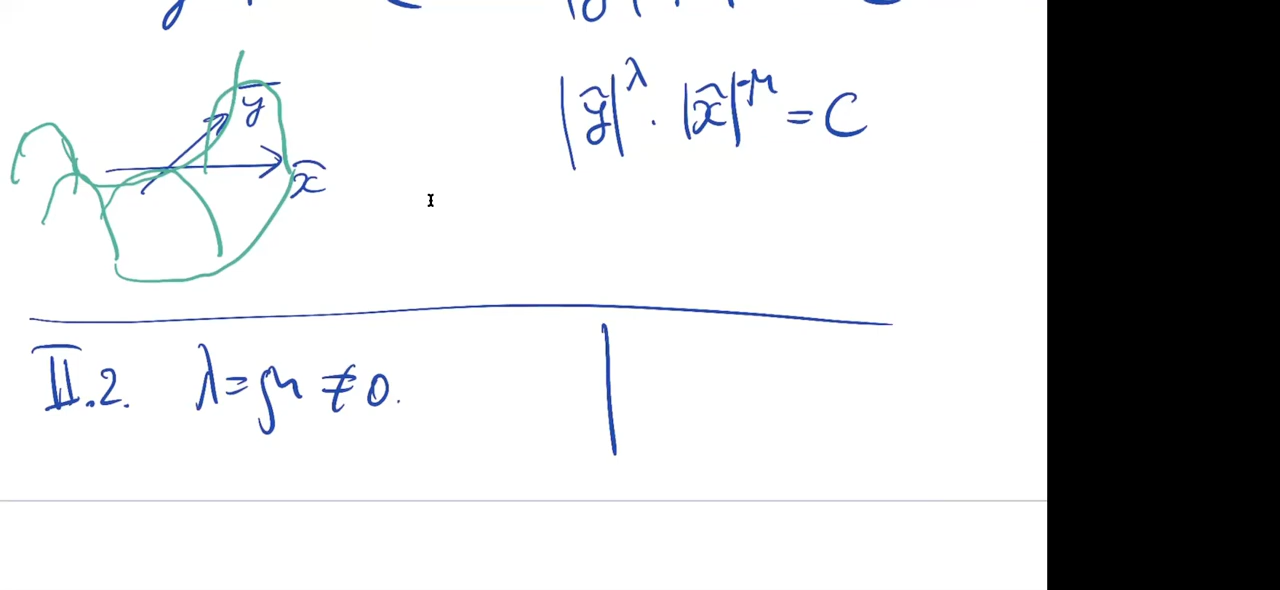 |ŷ|^λ · |x̂|^-μ = C
y
x̂
II.2. λ = μ ≠ 0.